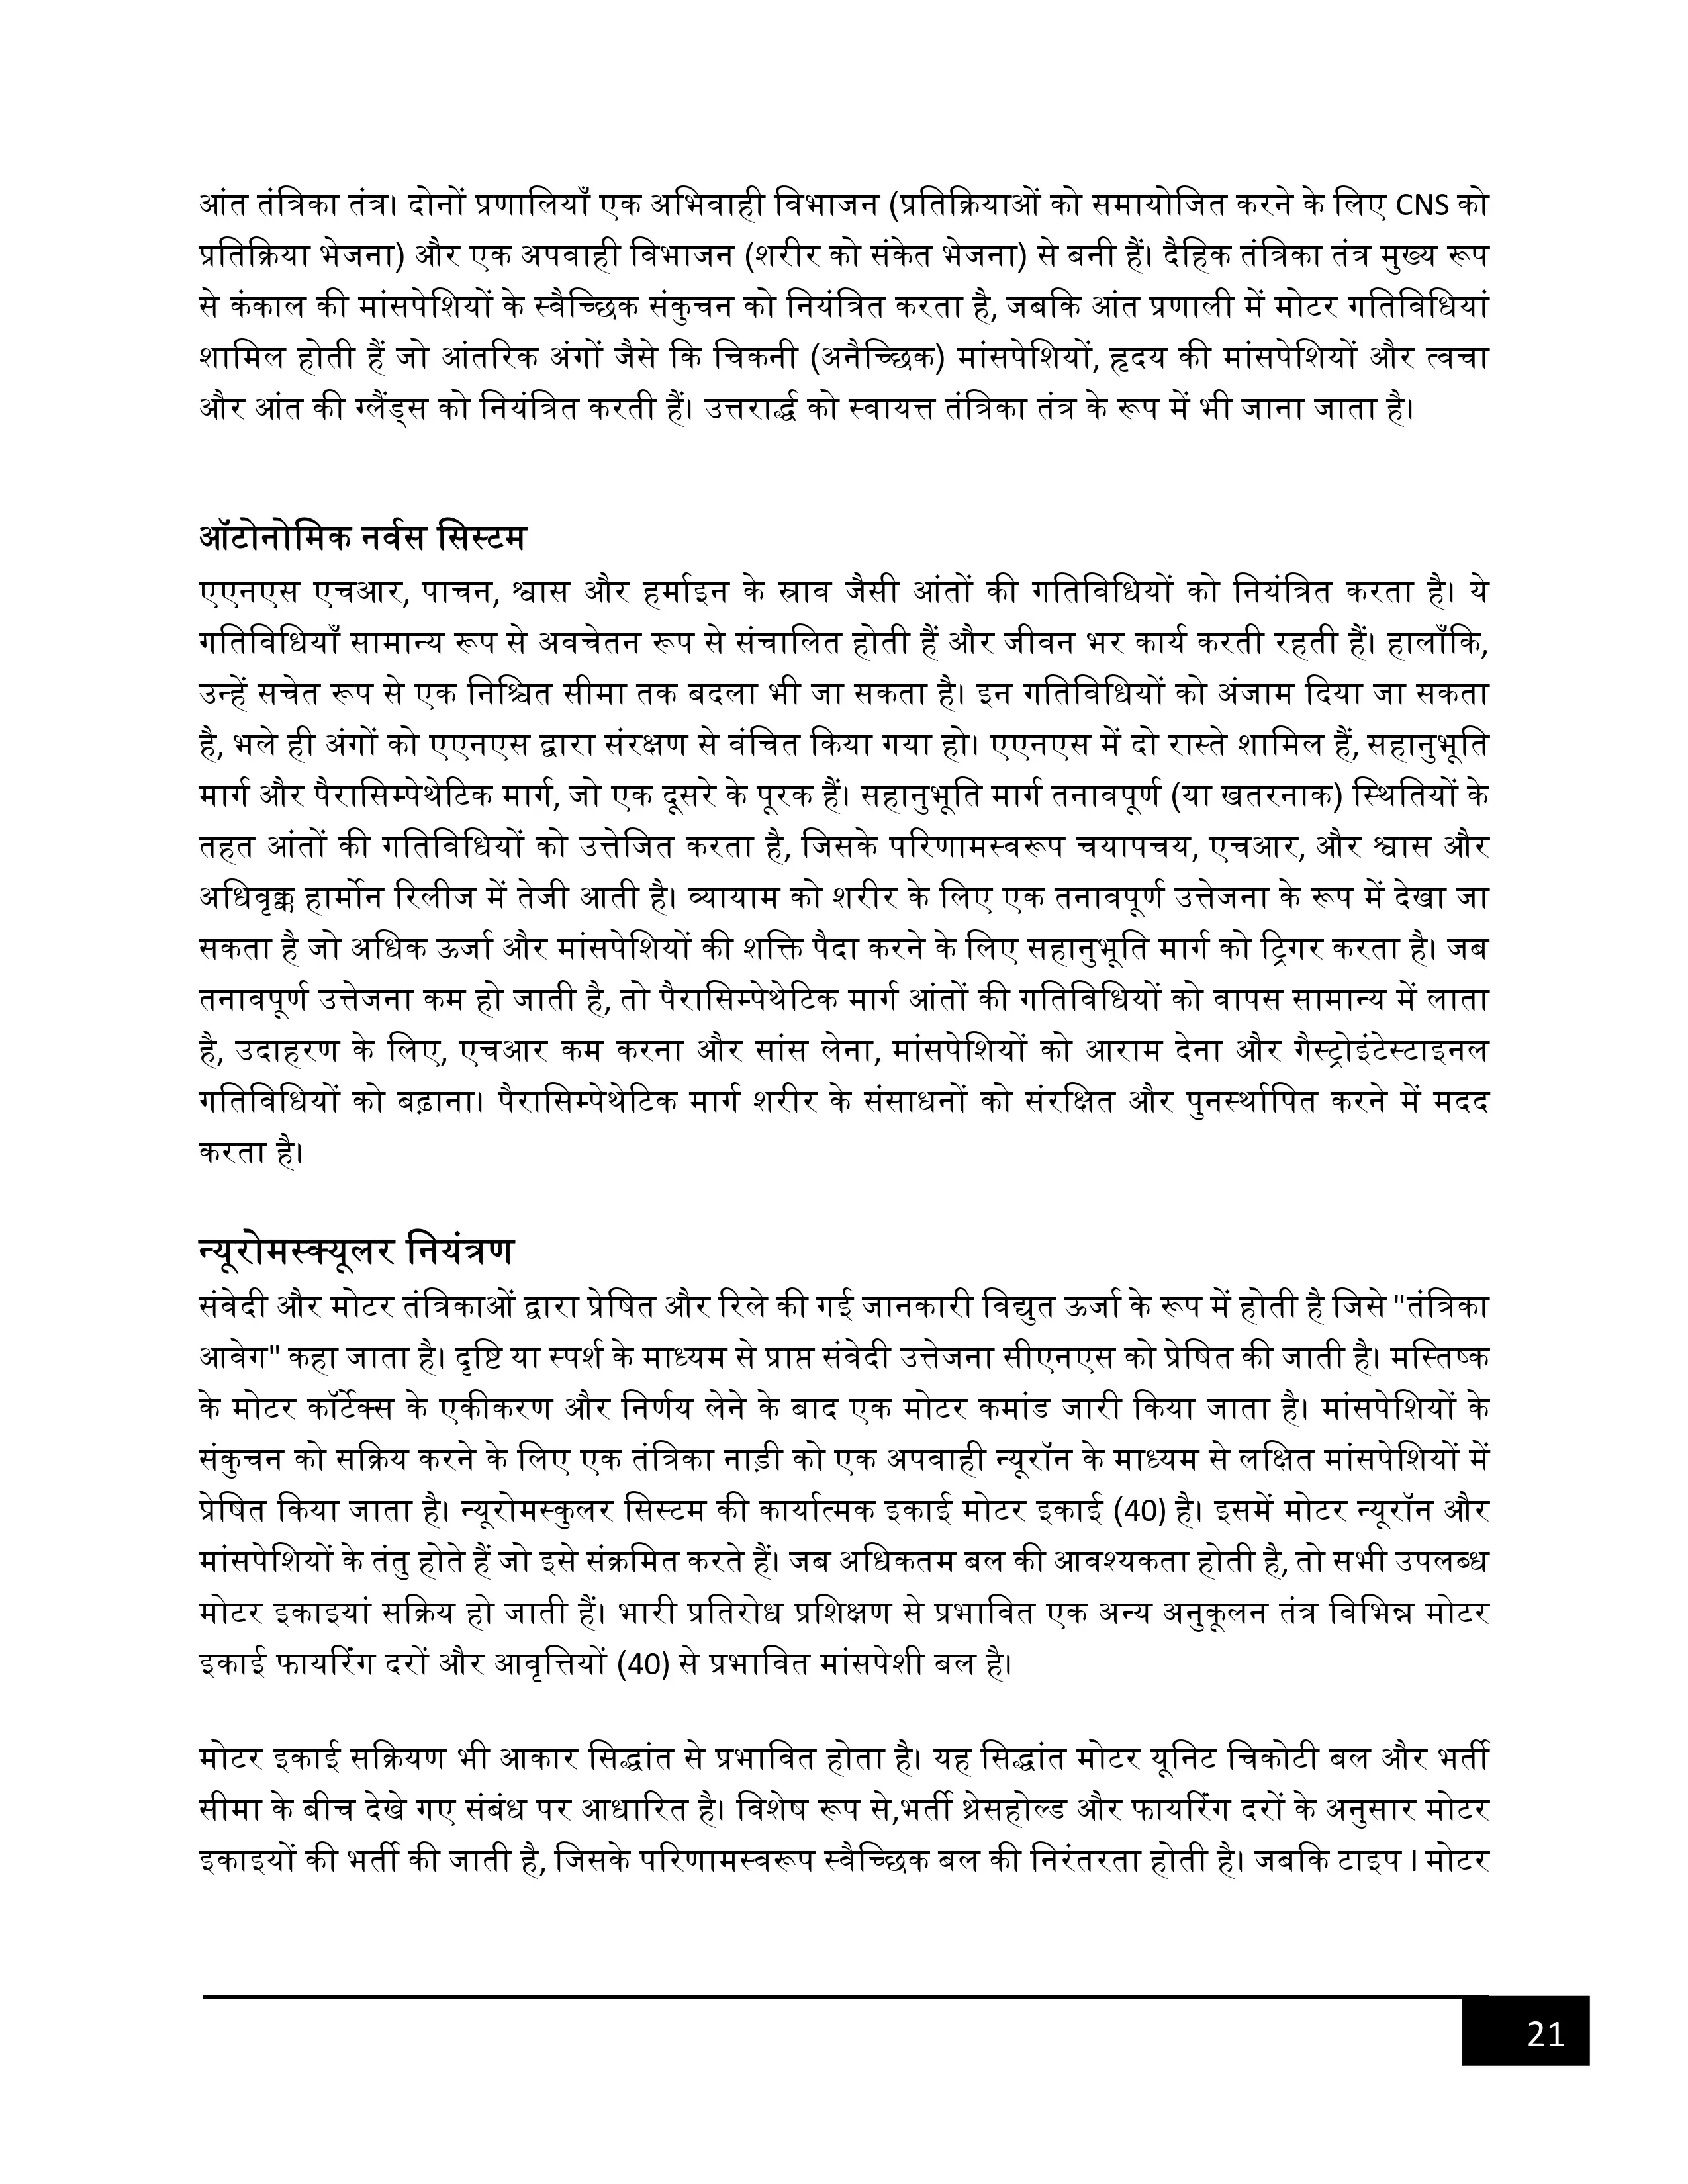 आंत तंत्रिका तंत्र। दोनों प्रणालियाँ एक अभिवाही विभाजन (प्रतिक्रियाओं को समायोजित करने के लिए CNS को
प्रतिक्रिया भेजना) और एक अपवाही विभाजन (शरीर को संकेत भेजना) से बनी हैं। दैहिक तंत्रिका तंत्र मुख्य रूप
से कंकाल की मांसपेशियों के स्वैच्छिक संकुचन को नियंत्रित करता है, जबकि आंत प्रणाली में मोटर गतिविधियां
शामिल होती हैं जो आंतरिक अंगों जैसे कि चिकनी (अनैच्छिक) मांसपेशियों, हृदय की मांसपेशियों और त्वचा
और आंत की ग्लैंड्स को नियंत्रित करती हैं। उत्तरार्द्ध को स्वायत्त तंत्रिका तंत्र के रूप में भी जाना जाता है।
ऑटोनोमिक नर्वस सिस्टम
एएनएस एचआर, पाचन, श्वास और हर्माइन के स्राव जैसी आंतों की गतिविधियों को नियंत्रित करता है। ये
गतिविधियाँ सामान्य रूप से अवचेतन रूप से संचालित होती हैं और जीवन भर कार्य करती रहती हैं। हालाँकि,
उन्हें सचेत रूप से एक निश्चित सीमा तक बदला भी जा सकता है। इन गतिविधियों को अंजाम दिया जा सकता
है, भले ही अंगों को एएनएस द्वारा संरक्षण से वंचित किया गया हो। एएनएस में दो रास्ते शामिल हैं, सहानुभूति
मार्ग और पैरासिम्पेथेटिक मार्ग, जो एक दूसरे के पूरक हैं। सहानुभूति मार्ग तनावपूर्ण (या खतरनाक) स्थितियों के
तहत आंतों की गतिविधियों को उत्तेजित करता है, जिसके परिणामस्वरूप चयापचय, एचआर, और श्वास और
अधिवृक्क हार्मोन रिलीज में तेजी आती है। व्यायाम को शरीर के लिए एक तनावपूर्ण उत्तेजना के रूप में देखा जा
सकता है जो अधिक ऊर्जा और मांसपेशियों की शक्ति पैदा करने के लिए सहानुभूति मार्ग को ट्रिगर करता है। जब
तनावपूर्ण उत्तेजना कम हो जाती है, तो पैरासिम्पेथेटिक मार्ग आंतों की गतिविधियों को वापस सामान्य में लाता
है, उदाहरण के लिए, एचआर कम करना और सांस लेना, मांसपेशियों को आराम देना और गैस्ट्रोइंटेस्टाइनल
गतिविधियों को बढ़ाना। पैरासिम्पेथेटिक मार्ग शरीर के संसाधनों को संरक्षित और पुनर्स्थापित करने में मदद
करता है।
न्यूरोमस्क्यूलर नियंत्रण
संवेदी और मोटर तंत्रिकाओं द्वारा प्रेषित और रिले की गई जानकारी विद्युत ऊर्जा के रूप में होती है जिसे "तंत्रिका
आवेग" कहा जाता है। दृष्टि या स्पर्श के माध्यम से प्राप्त संवेदी उत्तेजना सीएनएस को प्रेषित की जाती है। मस्तिष्क
के मोटर कॉर्टेक्स के एकीकरण और निर्णय लेने के बाद एक मोटर कमांड जारी किया जाता है। मांसपेशियों के
संकुचन को सक्रिय करने के लिए एक तंत्रिका नाड़ी को एक अपवाही न्यूरॉन के माध्यम से लक्षित मांसपेशियों में
प्रेषित किया जाता है। न्यूरोमस्कुलर सिस्टम की कार्यात्मक इकाई मोटर इकाई (40) है। इसमें मोटर न्यूरॉन और
मांसपेशियों के तंतु होते हैं जो इसे संक्रमित करते हैं। जब अधिकतम बल की आवश्यकता होती है, तो सभी उपलब्ध
मोटर इकाइयां सक्रिय हो जाती हैं। भारी प्रतिरोध प्रशिक्षण से प्रभावित एक अन्य अनुकूलन तंत्र विभिन्न मोटर
इकाई फायरिंग दरों और आवृत्तियों (40) से प्रभावित मांसपेशी बल है।
मोटर इकाई सक्रियण भी आकार सिद्धांत से प्रभावित होता है। यह सिद्धांत मोटर यूनिट चिकोटी बल और भर्ती
सीमा के बीच देखे गए संबंध पर आधारित है। विशेष रूप से,भर्ती थ्रेसहोल्ड और फायरिंग दरों के अनुसार मोटर
इकाइयों की भर्ती की जाती है, जिसके परिणामस्वरूप स्वैच्छिक बल की निरंतरता होती है। जबकि टाइप I मोटर
21